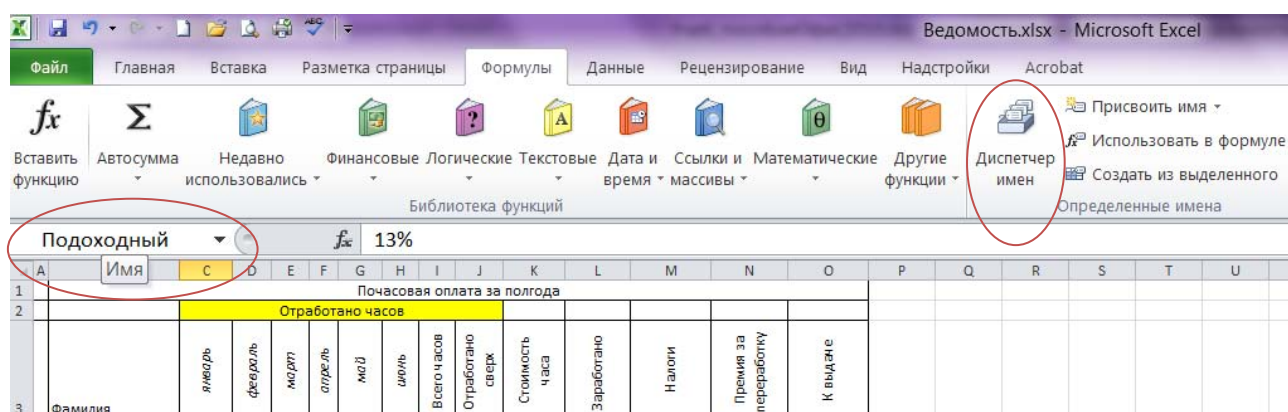 Ведомость.xlsx - Microsoft Excel
Файл Главная Вставка Разметка страницы Формулы Данные Рецензирование Вид Надстройки Acrobat
Вставить функцию
Автосумма
Недавно использовались
Финансовые
Логические
Текстовые
Дата и время
Ссылки и массивы
Математические
Другие функции
Диспетчер имен
Присвоить имя
Использовать в формуле
Создать из выделенного
Библиотека функций
Определенные имена
Подоходный fx 13%
Имя
A C D E F G H I J K L M N O P Q R S T U
1 Почасовая оплата за полгода
2 Отработано часов
3 Фамилия
январь
февраль
март
апрель
май
июнь
Всего часов
Отработано сверх
Стоимость часа
Заработано
Налоги
Премия за переработку
К выдаче